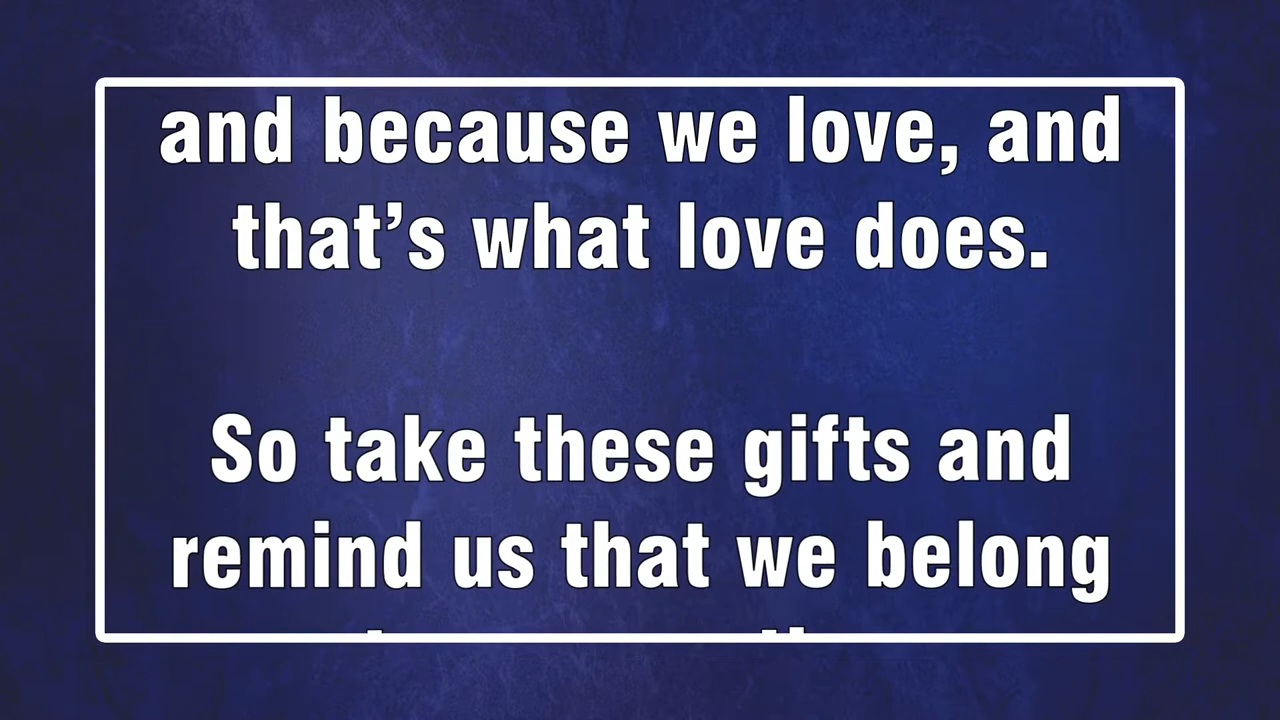 and because we love, and
that’s what love does.
So take these gifts and
remind us that we belong